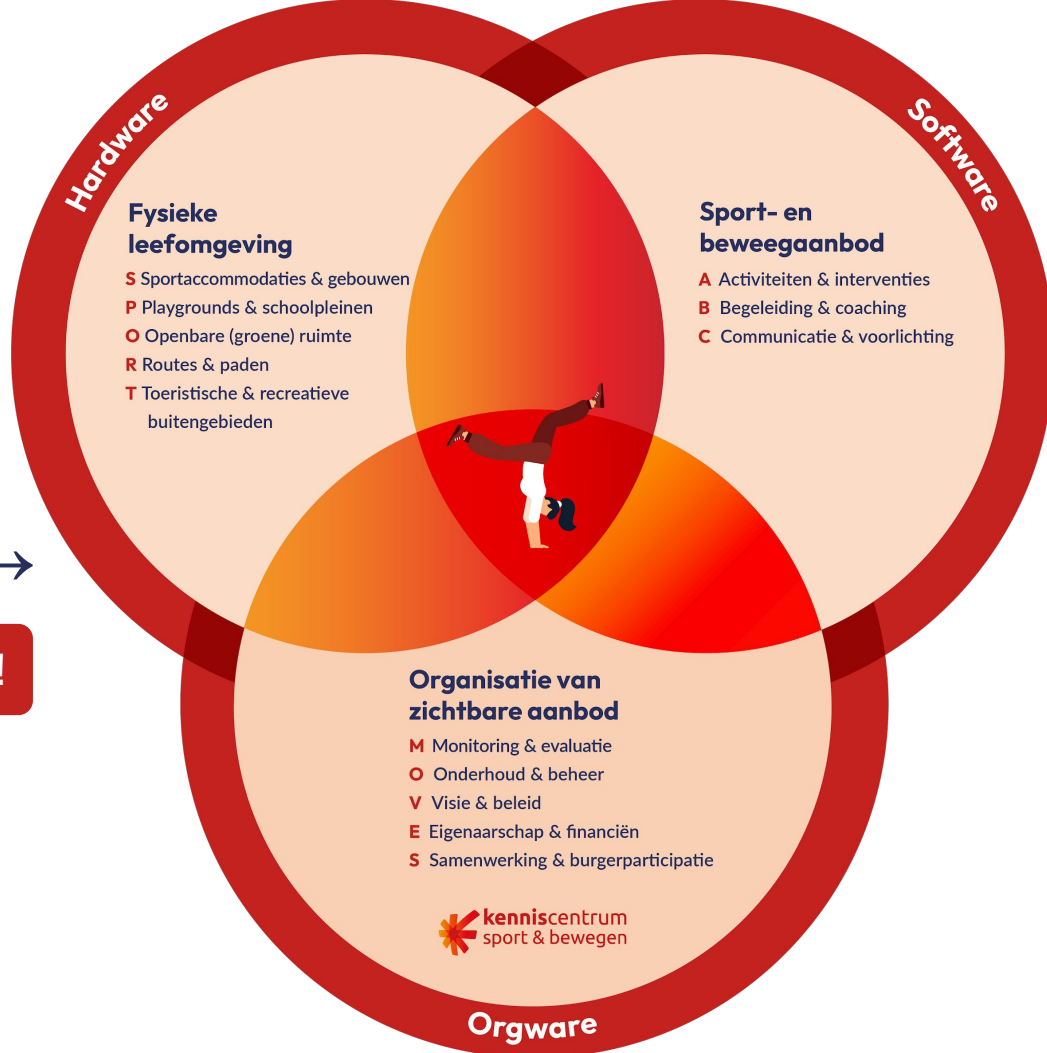 Hardware
Fysieke
leefomgeving
S Sportaccommodaties & gebouwen
P Playgrounds & schoolpleinen
O Openbare (groene) ruimte
R Routes & paden
T Toeristische & recreatieve
buitengebieden
Software
Sport- en
beweegaanbod
A Activiteiten & interventies
B Begeleiding & coaching
C Communicatie & voorlichting
!
Organisatie van
zichtbare aanbod
M Monitoring & evaluatie
O Onderhoud & beheer
V Visie & beleid
E Eigenaarschap & financiën
S Samenwerking & burgerparticipatie
kenniscentrum
sport & bewegen
Orgware